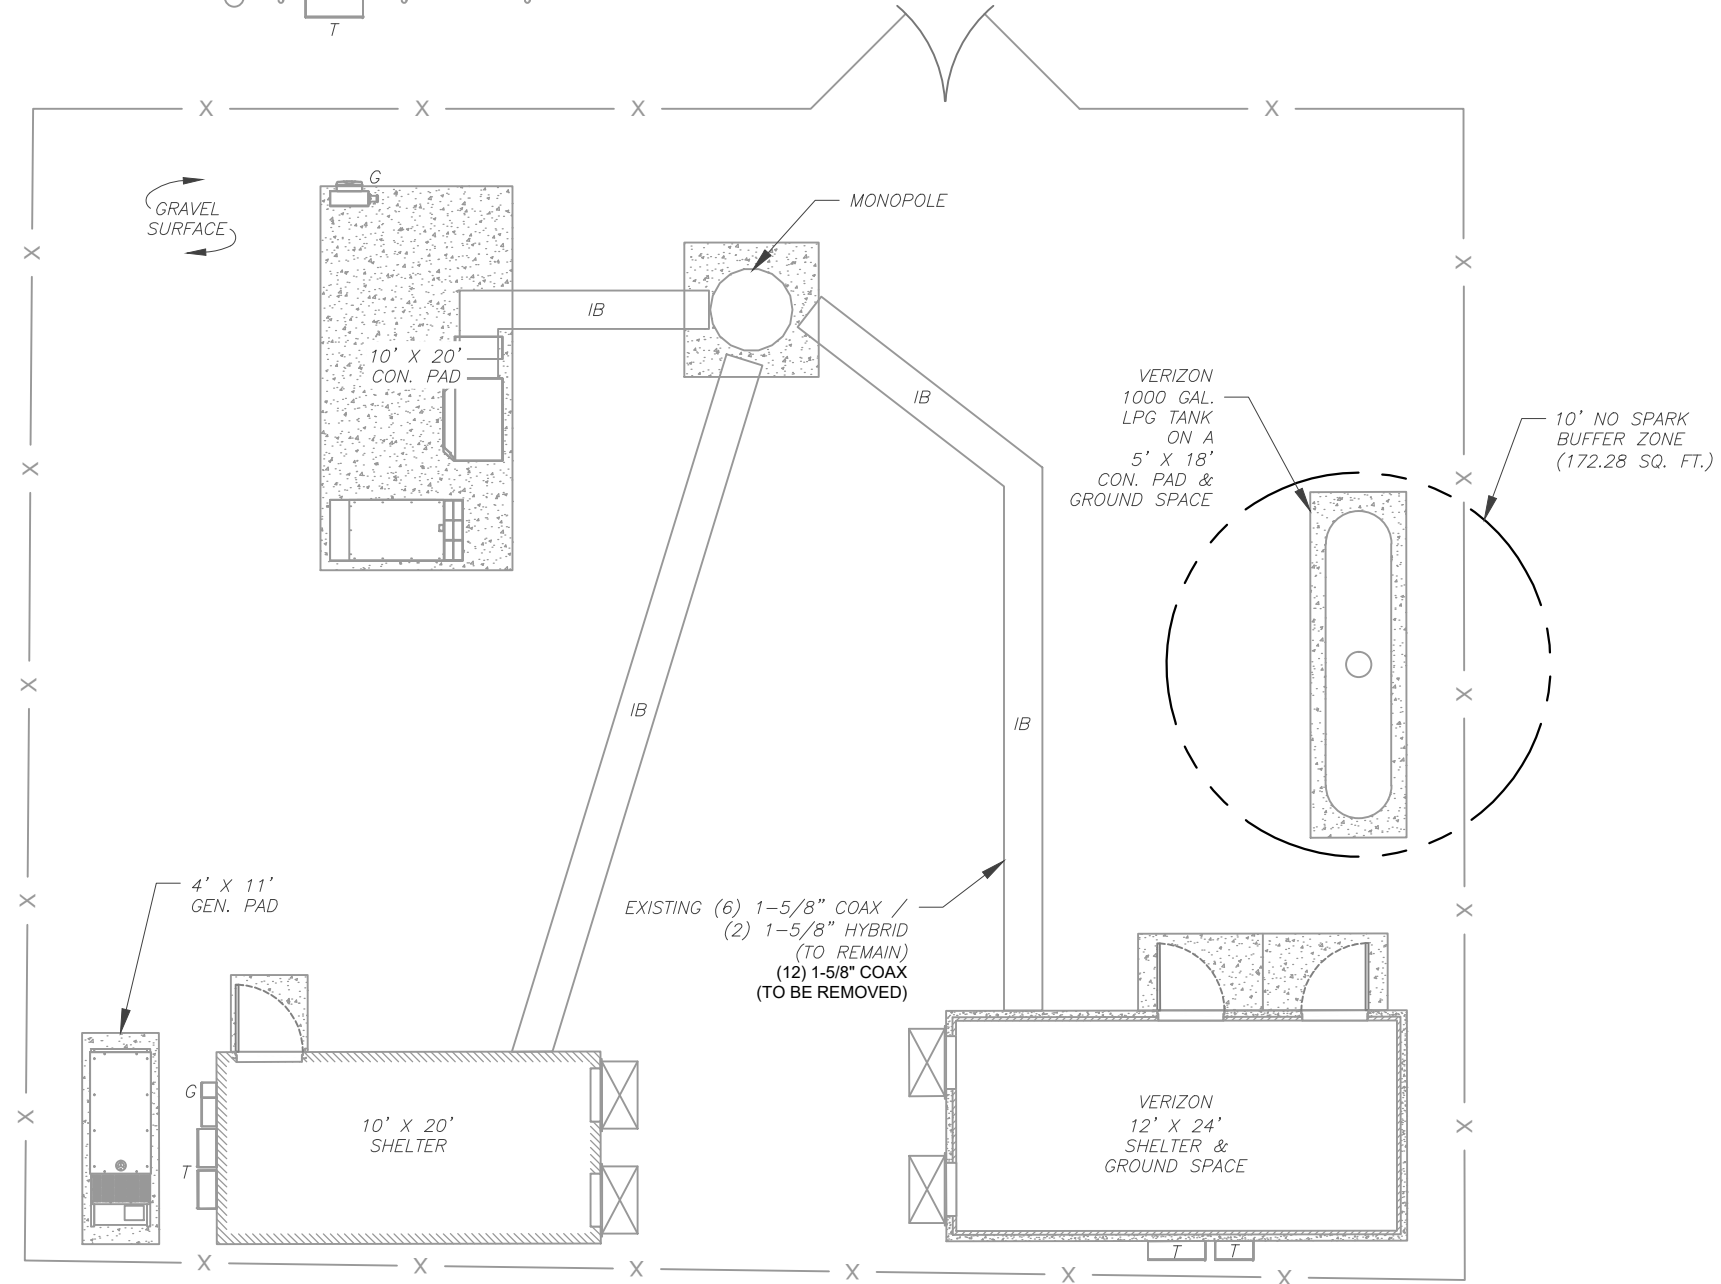 T
X X X X
G
GRAVEL
SURFACE
MONOPOLE
X
X
IB
10' X 20'
CON. PAD
IB
VERIZON
1000 GAL.
LPG TANK
ON A
5' X 18'
CON. PAD &
GROUND SPACE
10' NO SPARK
BUFFER ZONE
(172.28 SQ. FT.)
X
X
X
X
IB
IB
4' X 11'
GEN. PAD
X
X
EXISTING (6) 1-5/8" COAX /
(2) 1-5/8" HYBRID
(TO REMAIN)
(12) 1-5/8" COAX
(TO BE REMOVED)
G
T
10' X 20'
SHELTER
VERIZON
12' X 24'
SHELTER &
GROUND SPACE
X
X
T T
X X X X X X